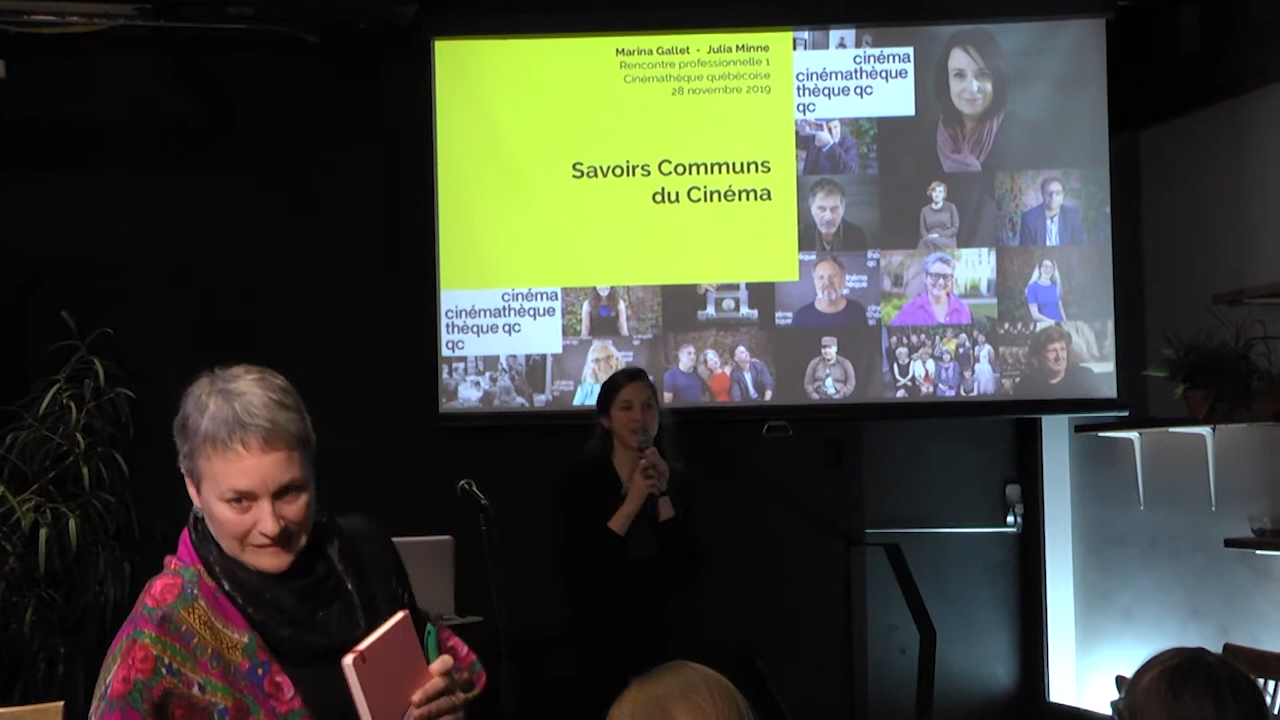 Marina Gallet - Julia Minne
Rencontre professionnelle 1
Cinémathèque québécoise
28 novembre 2019
Savoirs Communs
du Cinéma
cinéma
cinémathèque
thèque qc
qc
cinéma
cinémathèque
thèque qc
qc